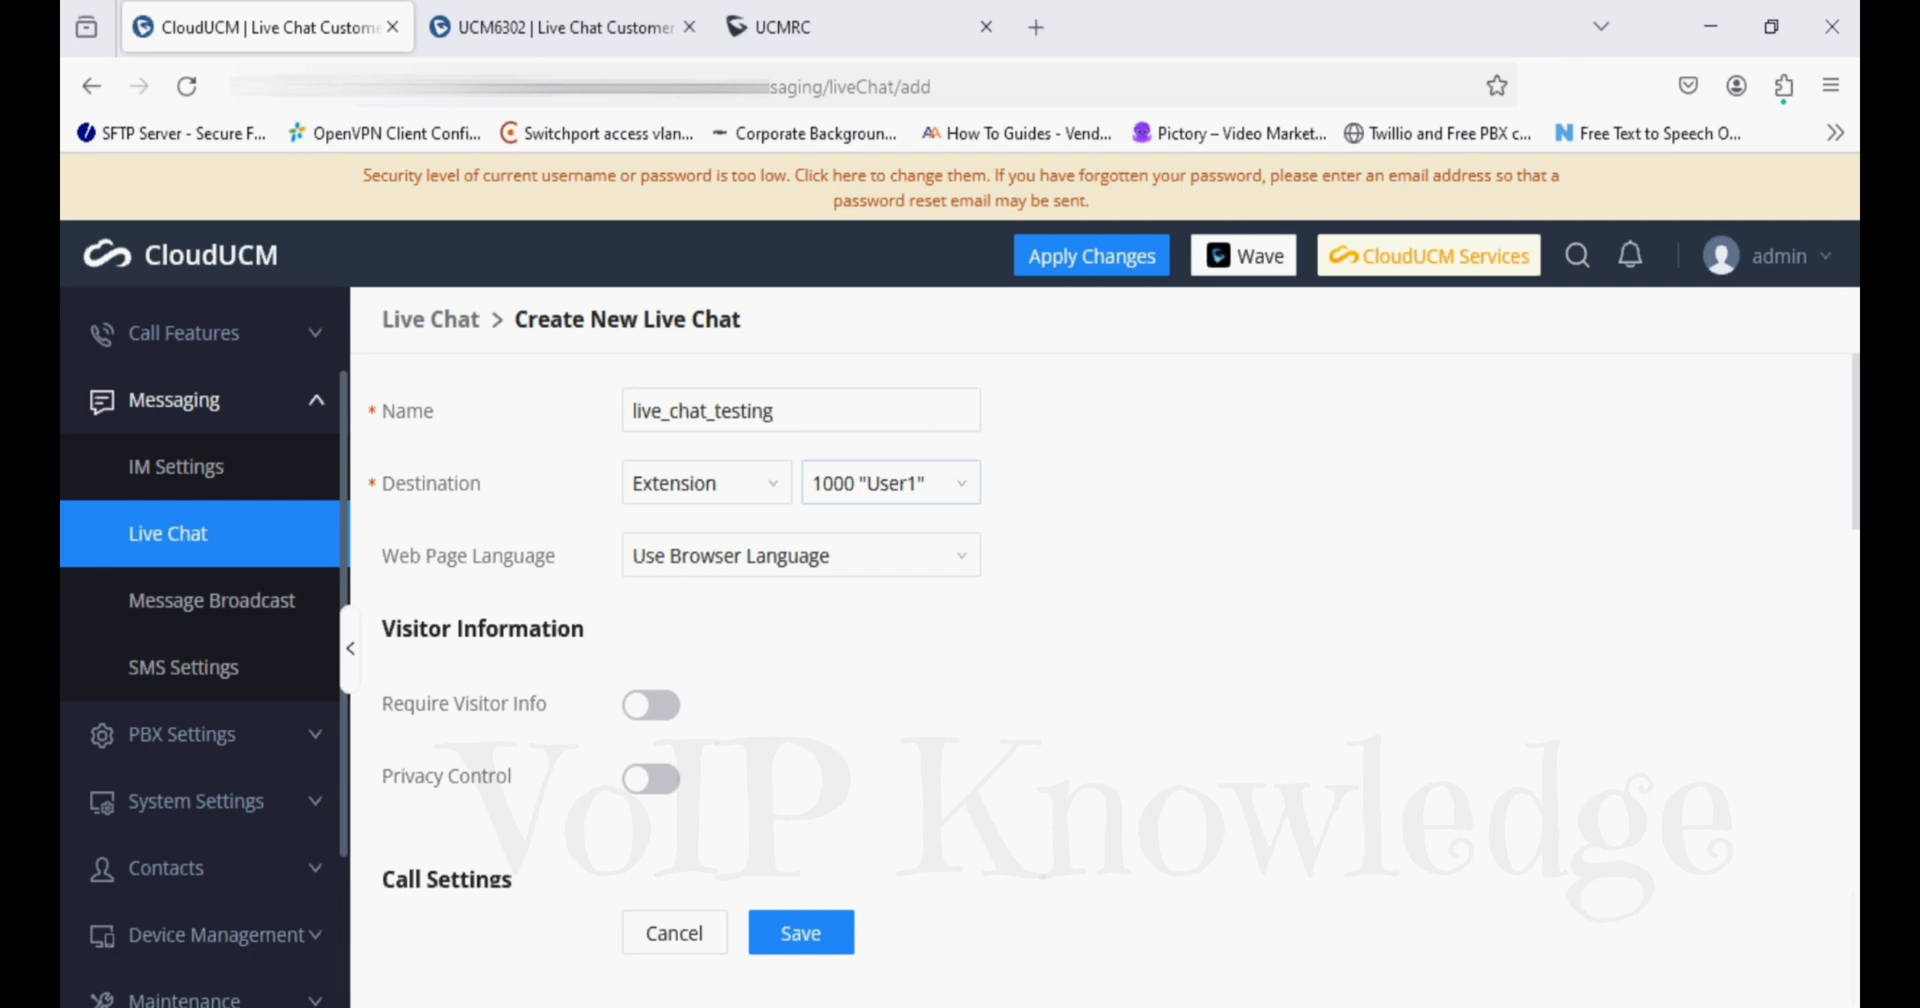 CloudUCM | Live Chat Custome
UCM6302 | Live Chat Customer
UCMRC
saging/liveChat/add
SFTP Server - Secure F...
OpenVPN Client Confi...
Switchport access vlan...
Corporate Backgroun...
How To Guides - Vend...
Pictory – Video Market...
Twillio and Free PBX c...
Free Text to Speech O...
Security level of current username or password is too low. Click here to change them. If you have forgotten your password, please enter an email address so that a
password reset email may be sent.
CloudUCM
Apply Changes
Wave
CloudUCM Services
admin
Call Features
Messaging
IM Settings
Live Chat
Message Broadcast
SMS Settings
PBX Settings
System Settings
Contacts
Device Management
Maintenance
Live Chat > Create New Live Chat
* Name
live_chat_testing
* Destination
Extension
1000 "User1"
Web Page Language
Use Browser Language
Visitor Information
Require Visitor Info
Privacy Control
VoIP Knowledge
Call Settings
Cancel
Save